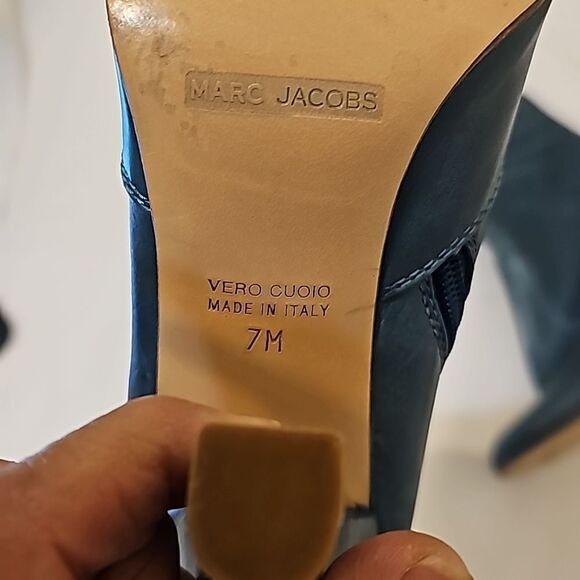 MARC JACOBS
VERO CUOIO
MADE IN ITALY
7M